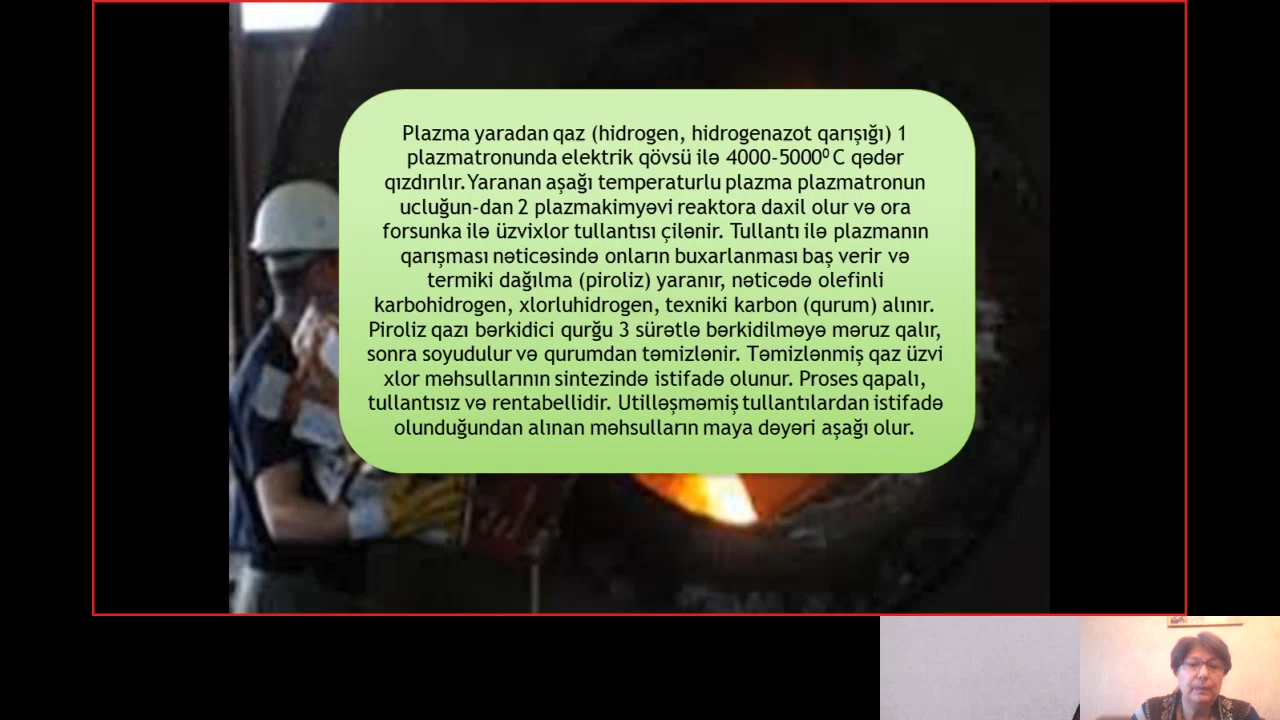 Plazma yaradan qaz (hidrogen, hidrogenazot qarışığı) 1
plazmatronunda elektrik qövsü ilə 4000-5000⁰ C qədər
qızdırılır.Yaranan aşağı temperaturlu plazma plazmatronun
ucluğun-dan 2 plazmakimyəvi reaktora daxil olur və ora
forsunka ilə üzvixlor tullantısı çilənir. Tullantı ilə plazmanın
qarışması nəticəsində onların buxarlanması baş verir və
termiki dağılma (piroliz) yaranır, nəticədə olefinli
karbohidrogen, xlorluhidrogen, texniki karbon (qurum) alınır.
Piroliz qazı bərkidici qurğu 3 sürətlə bərkidilməyə məruz qalır,
sonra soyudulur və qurumdan təmizlənir. Təmizlənmiş qaz üzvi
xlor məhsullarının sintezində istifadə olunur. Proses qapalı,
tullantısız və rentabellidir. Utilləşməmiş tullantılardan istifadə
olunduğundan alınan məhsulların maya dəyəri aşağı olur.